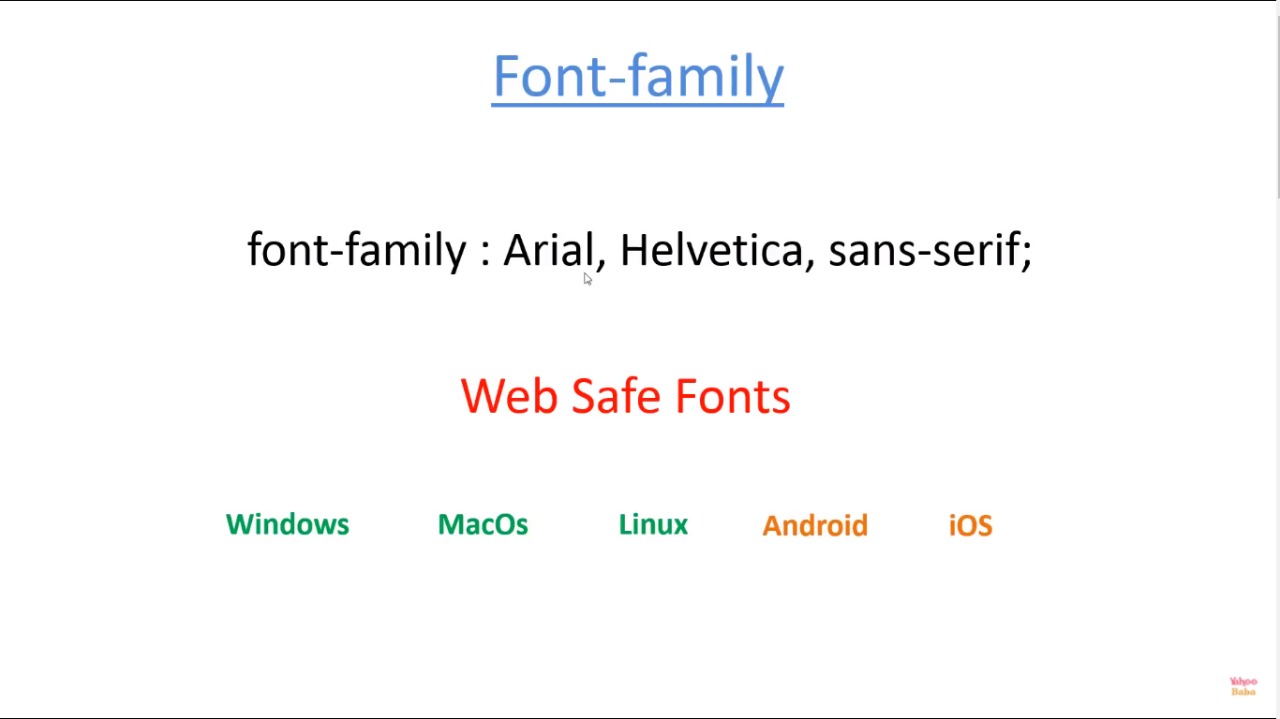 Font-family
font-family : Arial, Helvetica, sans-serif;
Web Safe Fonts
Windows MacOs Linux Android iOS
Yahoo
Baba